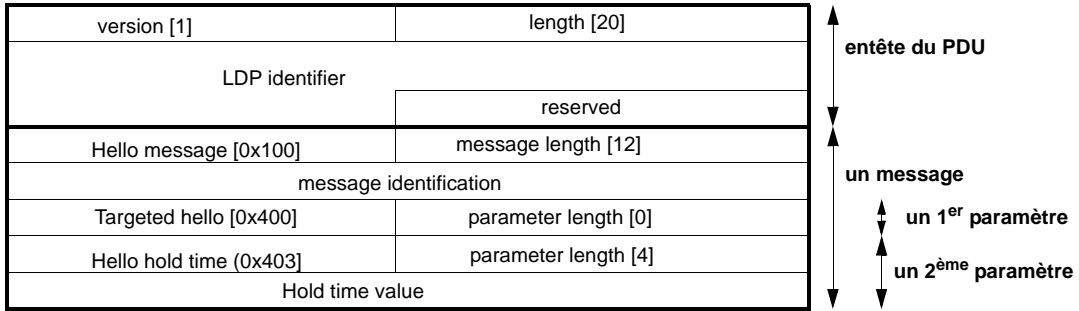 version [1] length [20]
entête du PDU
LDP identifier
reserved
Hello message [0x100] message length [12]
message identification
un message
Targeted hello [0x400] parameter length [0]
un 1er paramètre
Hello hold time (0x403] parameter length [4]
un 2ème paramètre
Hold time value